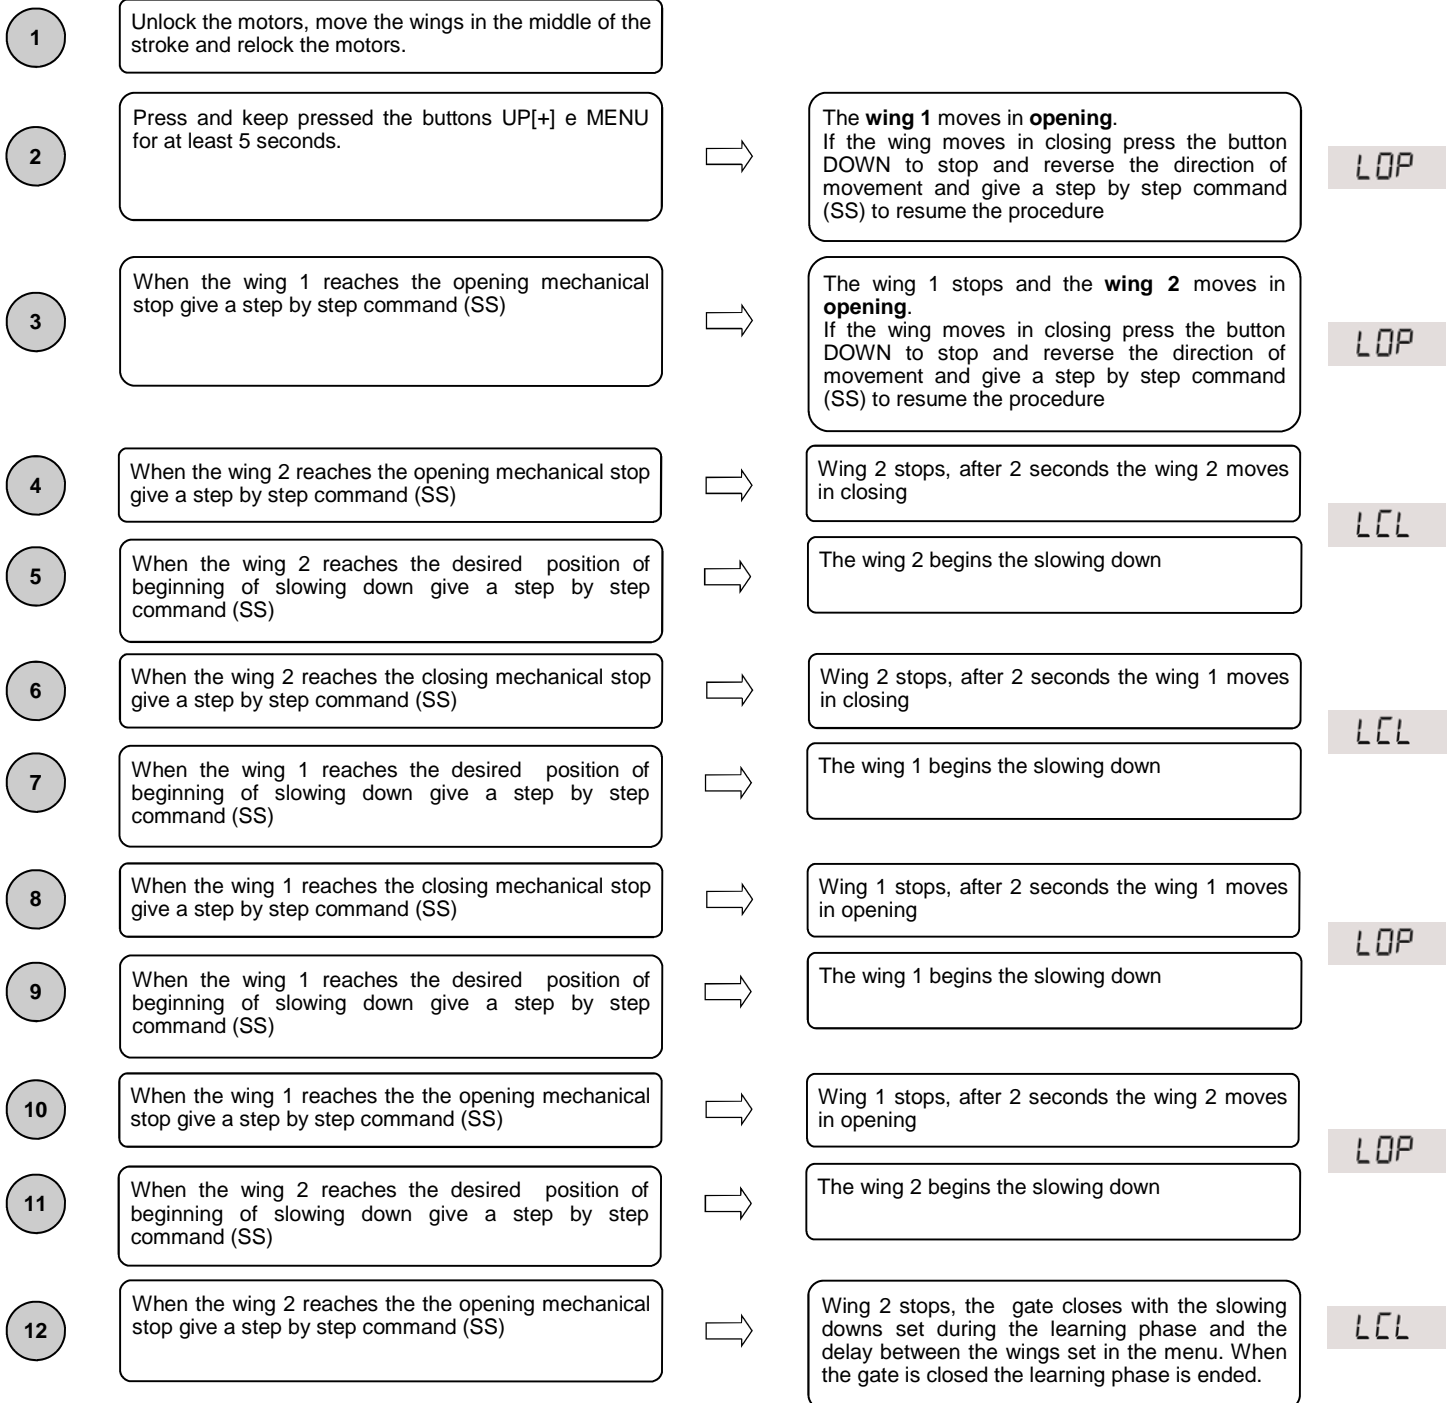 1
Unlock the motors, move the wings in the middle of the
stroke and relock the motors.
2
Press and keep pressed the buttons UP[+] e MENU
for at least 5 seconds.
The wing 1 moves in opening.
If the wing moves in closing press the button
DOWN to stop and reverse the direction of
movement and give a step by step command
(SS) to resume the procedure
LOP
3
When the wing 1 reaches the opening mechanical
stop give a step by step command (SS)
The wing 1 stops and the wing 2 moves in
opening.
If the wing moves in closing press the button
DOWN to stop and reverse the direction of
movement and give a step by step command
(SS) to resume the procedure
LOP
4
When the wing 2 reaches the opening mechanical stop
give a step by step command (SS)
Wing 2 stops, after 2 seconds the wing 2 moves
in closing
LCL
5
When the wing 2 reaches the desired position of
beginning of slowing down give a step by step
command (SS)
The wing 2 begins the slowing down
6
When the wing 2 reaches the closing mechanical stop
give a step by step command (SS)
Wing 2 stops, after 2 seconds the wing 1 moves
in closing
LCL
7
When the wing 1 reaches the desired position of
beginning of slowing down give a step by step
command (SS)
The wing 1 begins the slowing down
8
When the wing 1 reaches the closing mechanical stop
give a step by step command (SS)
Wing 1 stops, after 2 seconds the wing 1 moves
in opening
LOP
9
When the wing 1 reaches the desired position of
beginning of slowing down give a step by step
command (SS)
The wing 1 begins the slowing down
10
When the wing 1 reaches the the opening mechanical
stop give a step by step command (SS)
Wing 1 stops, after 2 seconds the wing 2 moves
in opening
LOP
11
When the wing 2 reaches the desired position of
beginning of slowing down give a step by step
command (SS)
The wing 2 begins the slowing down
12
When the wing 2 reaches the the opening mechanical
stop give a step by step command (SS)
Wing 2 stops, the gate closes with the slowing
downs set during the learning phase and the
delay between the wings set in the menu. When
the gate is closed the learning phase is ended.
LCL